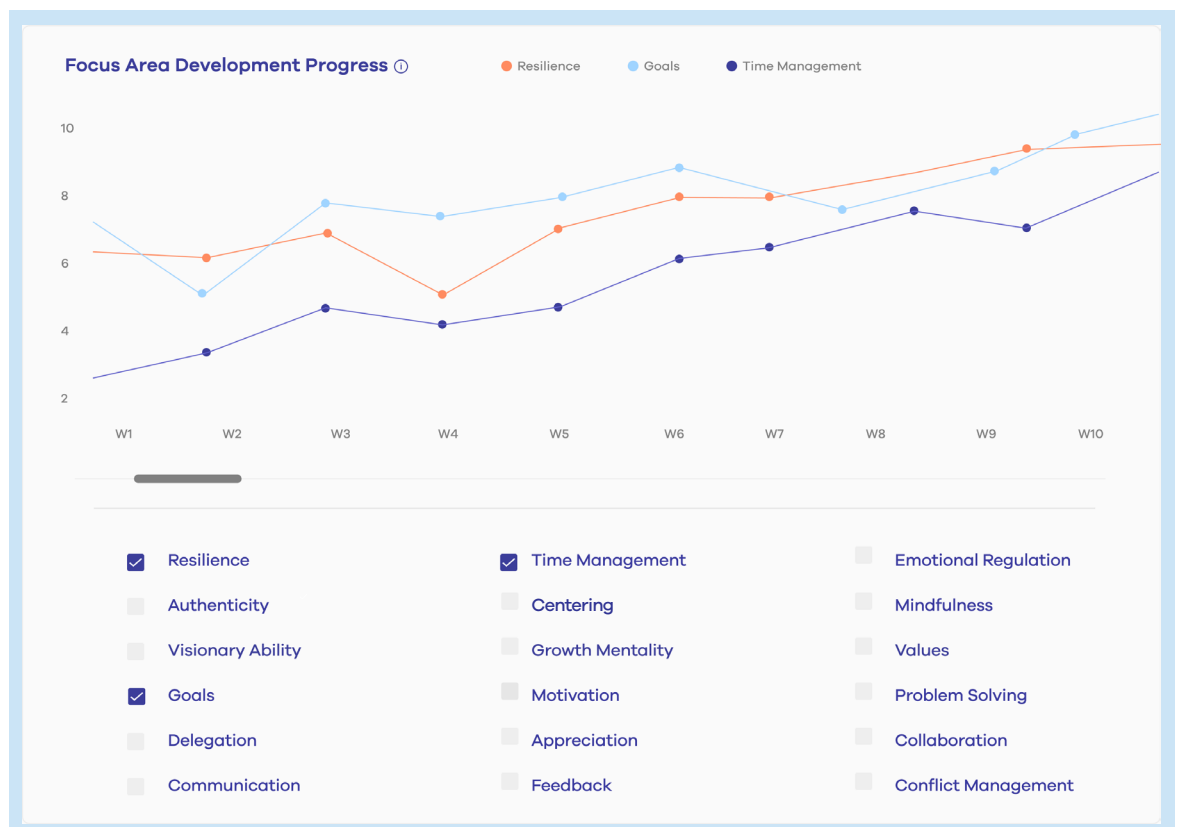 Focus Area Development Progress
Resilience Goals Time Management
10
8
6
4
2
W1 W2 W3 W4 W5 W6 W7 W8 W9 W10
Resilience Time Management Emotional Regulation
Authenticity Centering Mindfulness
Visionary Ability Growth Mentality Values
Goals Motivation Problem Solving
Delegation Appreciation Collaboration
Communication Feedback Conflict Management